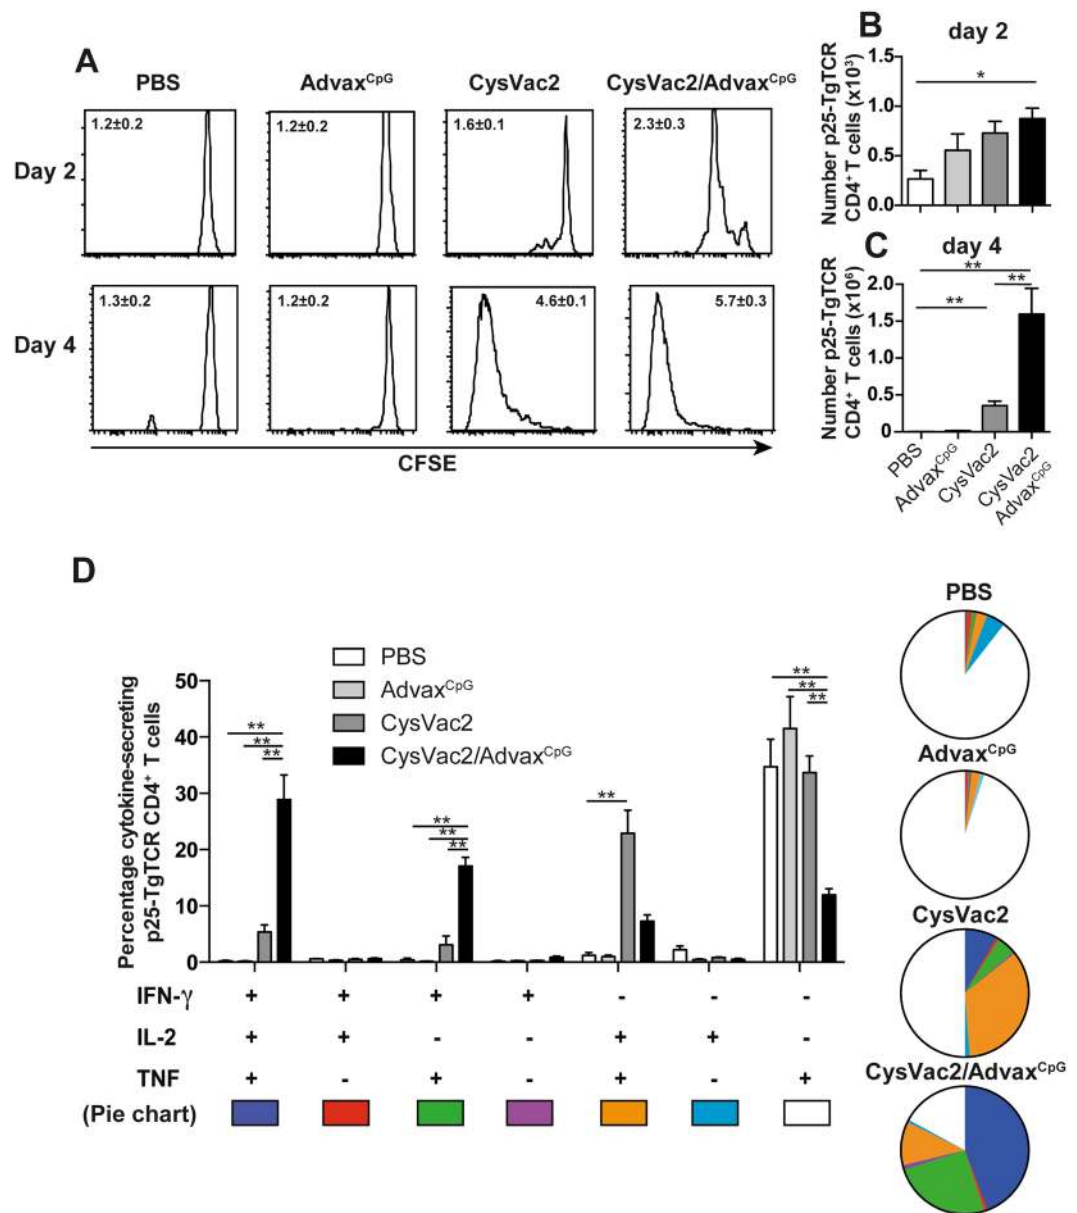 A
PBS
Advax^CpG
CysVac2
CysVac2/Advax^CpG
Day 2
1.2±0.2
1.2±0.2
1.6±0.1
2.3±0.3
Day 4
1.3±0.2
1.2±0.2
4.6±0.1
5.7±0.3
CFSE
B
day 2
Number p25-TgTCR
CD4⁺ T cells (x10³)
1.5
1.0
0.5
0.0
*
C
day 4
Number p25-TgTCR
CD4⁺ T cells (x10⁶)
2.0
1.5
1.0
0.5
0
**
**
**
PBS
Advax^CpG
CysVac2
CysVac2
Advax^CpG
D
Percentage cytokine-secreting
p25-TgTCR CD4⁺ T cells
50
40
30
20
10
0
PBS
Advax^CpG
CysVac2
CysVac2/Advax^CpG
**
**
**
**
**
**
**
**
**
**
IFN-γ + + + + - - -
IL-2 + + - - + + -
TNF + - + - + - +
(Pie chart)
PBS
Advax^CpG
CysVac2
CysVac2/Advax^CpG